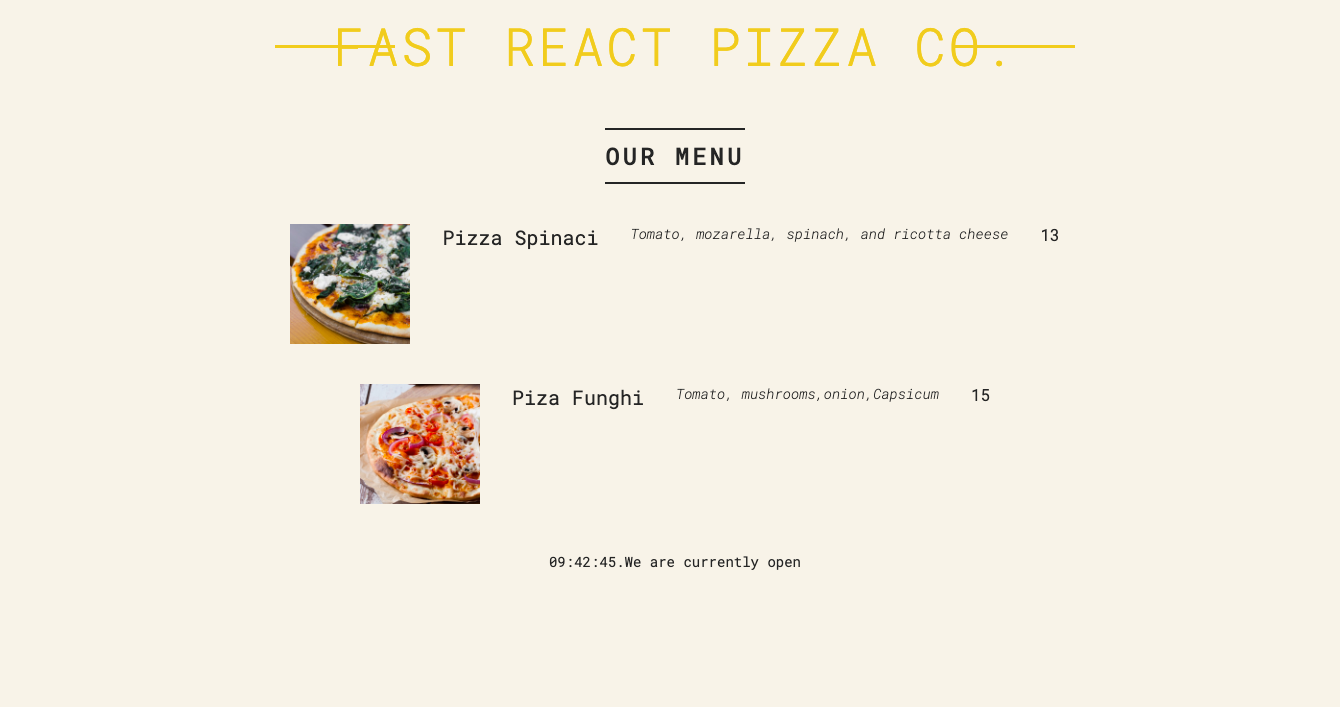 FAST REACT PIZZA CO.
OUR MENU
Pizza Spinaci Tomato, mozarella, spinach, and ricotta cheese 13
Piza Funghi Tomato, mushrooms,onion,Capsicum 15
09:42:45.We are currently open